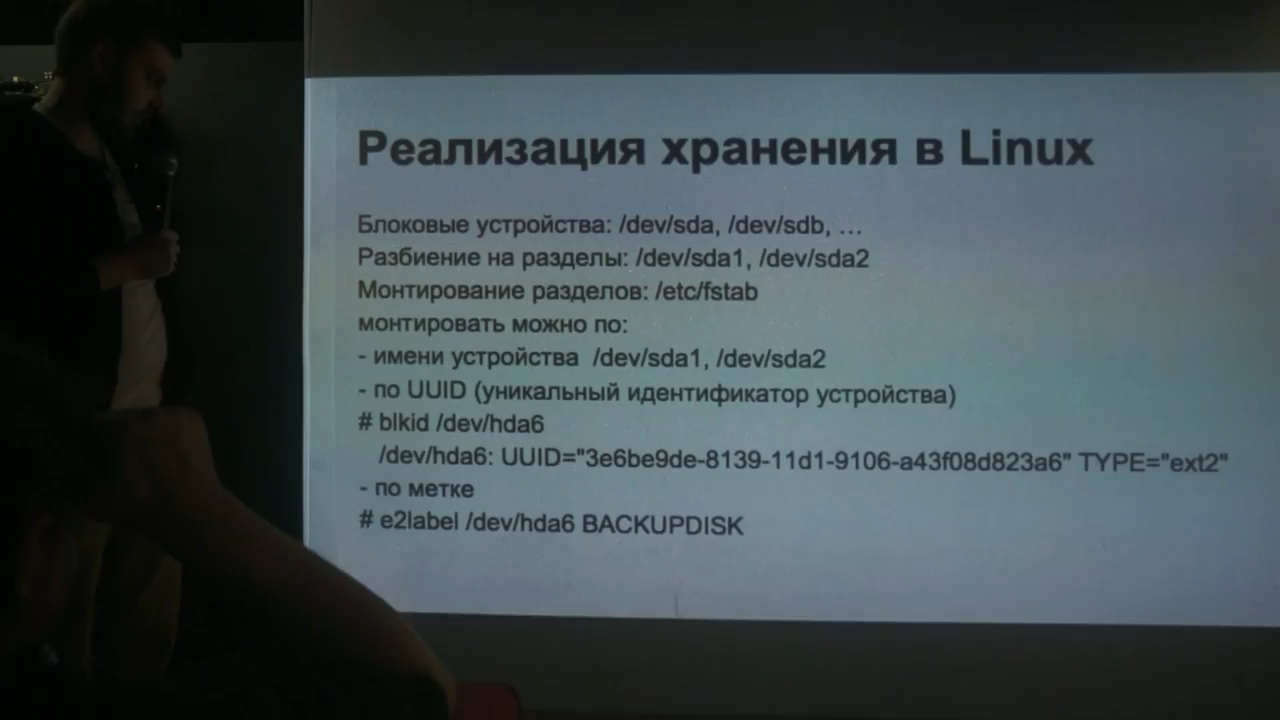 Реализация хранения в Linux
Блоковые устройства: /dev/sda, /dev/sdb, …
Разбиение на разделы: /dev/sda1, /dev/sda2
Монтирование разделов: /etc/fstab
монтировать можно по:
- имени устройства /dev/sda1, /dev/sda2
- по UUID (уникальный идентификатор устройства)
# blkid /dev/hda6
/dev/hda6: UUID="3e6be9de-8139-11d1-9106-a43f08d823a6" TYPE="ext2"
- по метке
# e2label /dev/hda6 BACKUPDISK